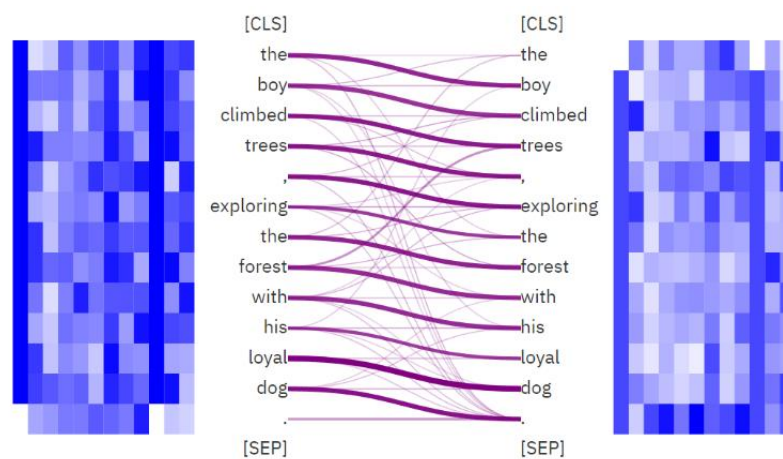 [CLS] [CLS]
the the
boy boy
climbed climbed
trees trees
, ,
exploring exploring
the the
forest forest
with with
his his
loyal loyal
dog dog
. .
[SEP] [SEP]